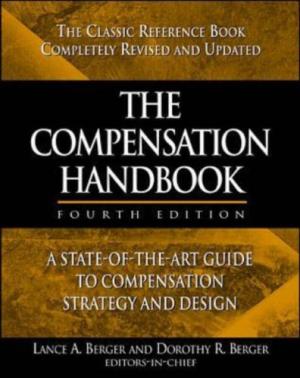 THE CLASSIC REFERENCE BOOK
COMPLETELY REVISED AND UPDATED
THE
COMPENSATION
HANDBOOK
FOURTH EDITION
A STATE-OF-THE-ART GUIDE
TO COMPENSATION
STRATEGY AND DESIGN
LANCE A. BERGER AND DOROTHY R. BERGER
EDITORS-IN-CHIEF